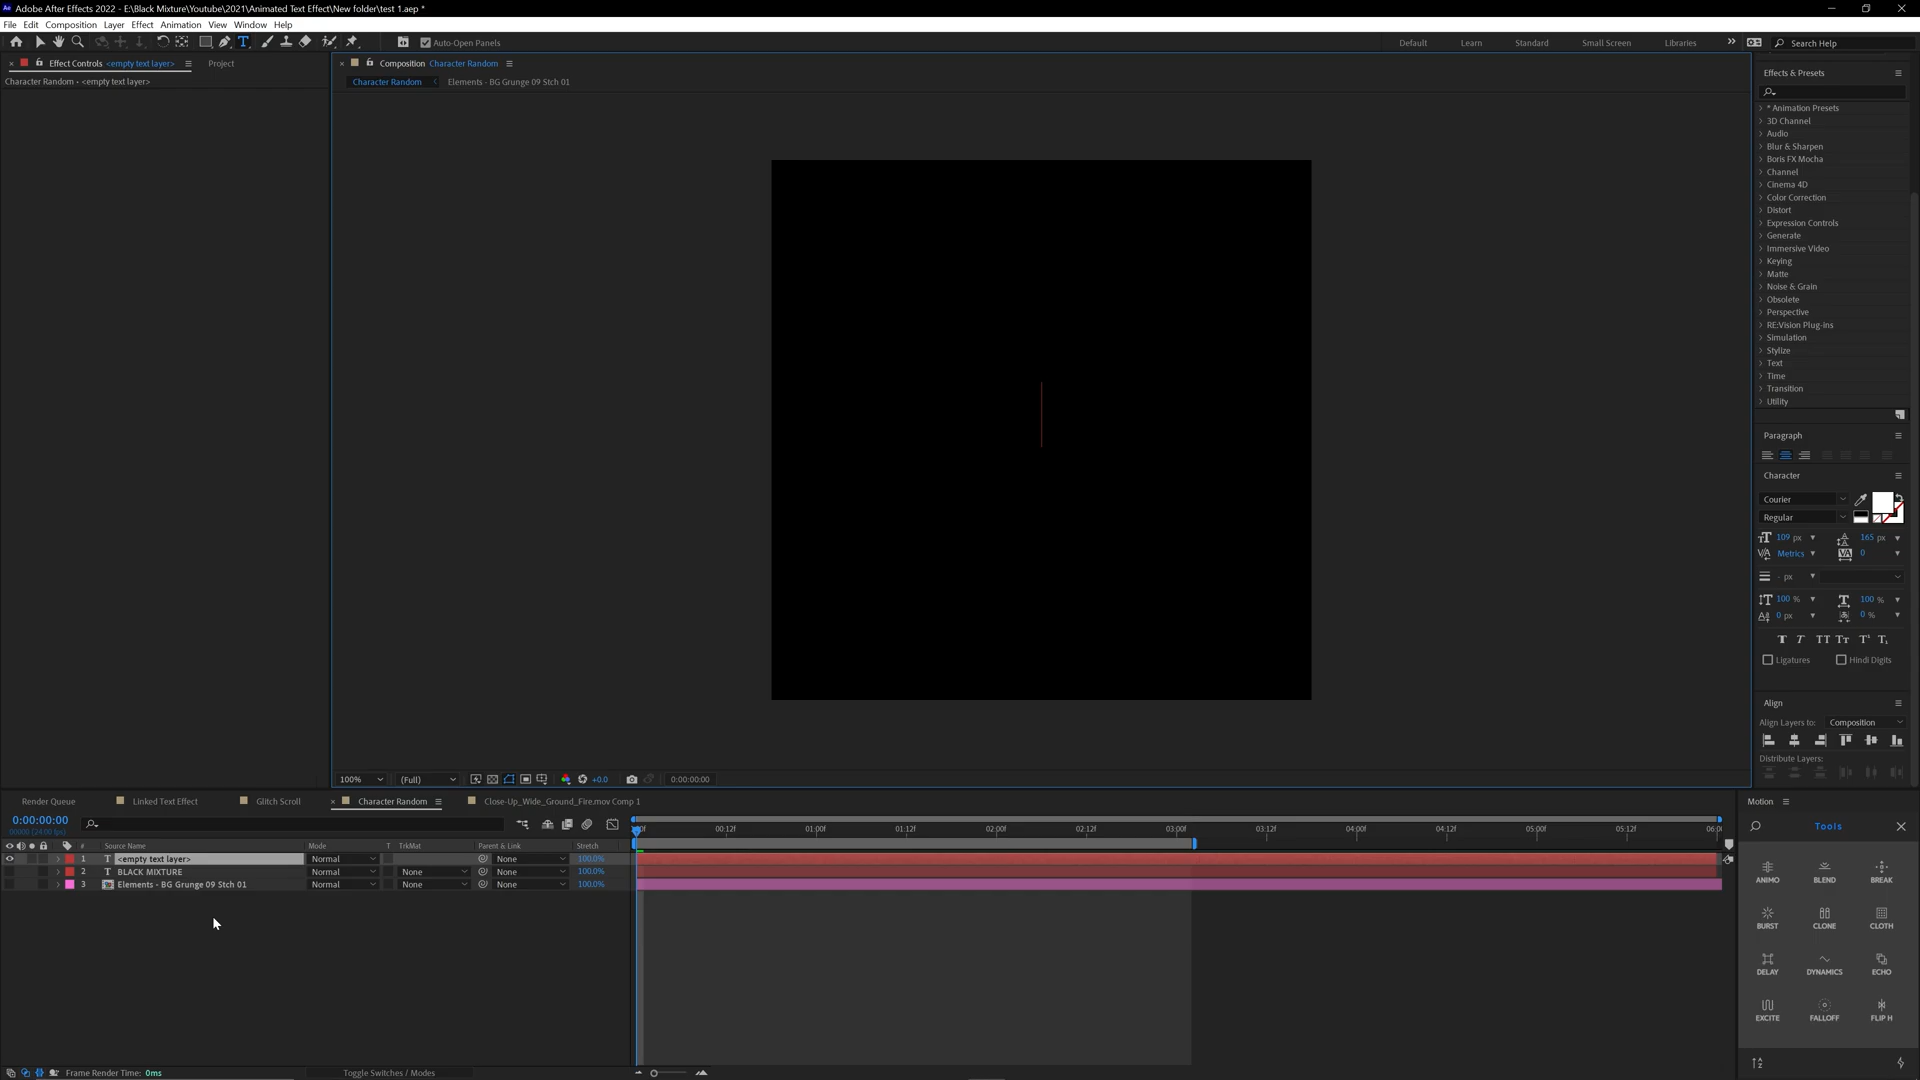 Adobe After Effects 2022 - E:\Black Mixture\Youtube\2021\Animated Text Effect\New folder\test 1.aep *
File Edit Composition Layer Effect Animation View Window Help
Auto-Open Panels
Default Learn Standard Small Screen Libraries Search Help
Effect Controls <empty text layer> Project
Character Random • <empty text layer>
Composition Character Random
Character Random Elements - BG Grunge 09 Stch 01
Effects & Presets
* Animation Presets
3D Channel
Audio
Blur & Sharpen
Boris FX Mocha
Channel
Cinema 4D
Color Correction
Distort
Expression Controls
Generate
Immersive Video
Keying
Matte
Noise & Grain
Obsolete
Perspective
RE:Vision Plug-ins
Simulation
Stylize
Text
Time
Transition
Utility
Paragraph
Character
Courier
Regular
109 px 165 px
Metrics 0
- px
100 % 100 %
0 px 0 %
Ligatures Hindi Digits
Align
Align Layers to: Composition
Distribute Layers:
100% (Full) +0.0 0:00:00:00
Render Queue Linked Text Effect Glitch Scroll Character Random Close-Up_Wide_Ground_Fire.mov Comp 1
0:00:00:00
00000 (24.00 fps)
00:12f 01:00f 01:12f 02:00f 02:12f 03:00f 03:12f 04:00f 04:12f 05:00f 05:12f
# Source Name Mode T TrkMat Parent & Link Stretch
1 T <empty text layer> Normal None 100.0%
2 T BLACK MIXTURE Normal None None 100.0%
3 Elements - BG Grunge 09 Stch 01 Normal None None 100.0%
Frame Render Time: 0ms Toggle Switches / Modes
Motion
Tools
ANIMO BLEND BREAK
BURST CLONE CLOTH
DELAY DYNAMICS ECHO
EXCITE FALLOFF FLIP H